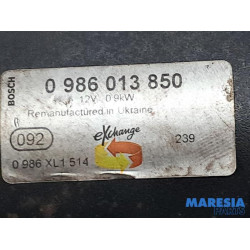 BOSCH
0 986 013 850
12V 0.9kW
Remanufactured in Ukraine
092
eXchange
239
0 986 XL1 514
MARESIA
PARTS